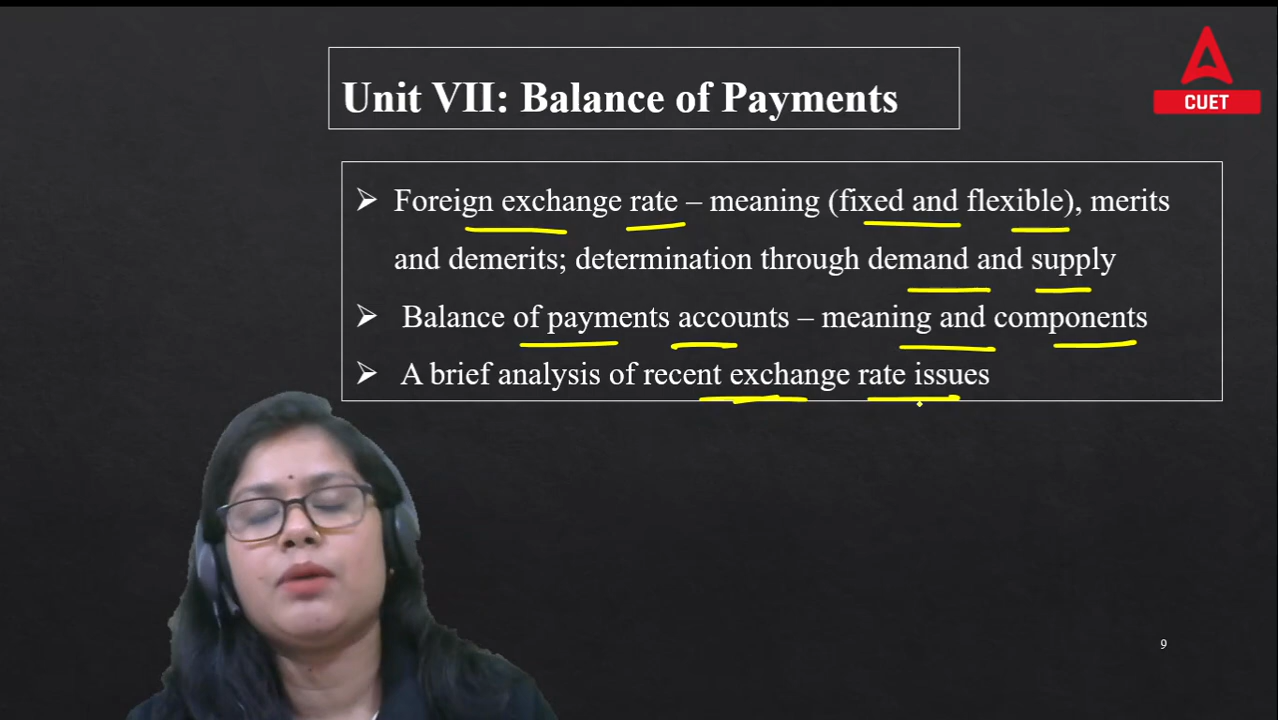 Unit VII: Balance of Payments
CUET
➢ Foreign exchange rate – meaning (fixed and flexible), merits
and demerits; determination through demand and supply
➢ Balance of payments accounts – meaning and components
➢ A brief analysis of recent exchange rate issues
9